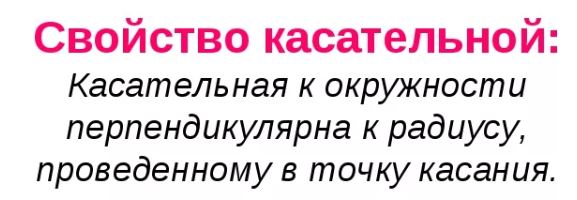 Свойство касательной:
Касательная к окружности
перпендикулярна к радиусу,
проведенному в точку касания.